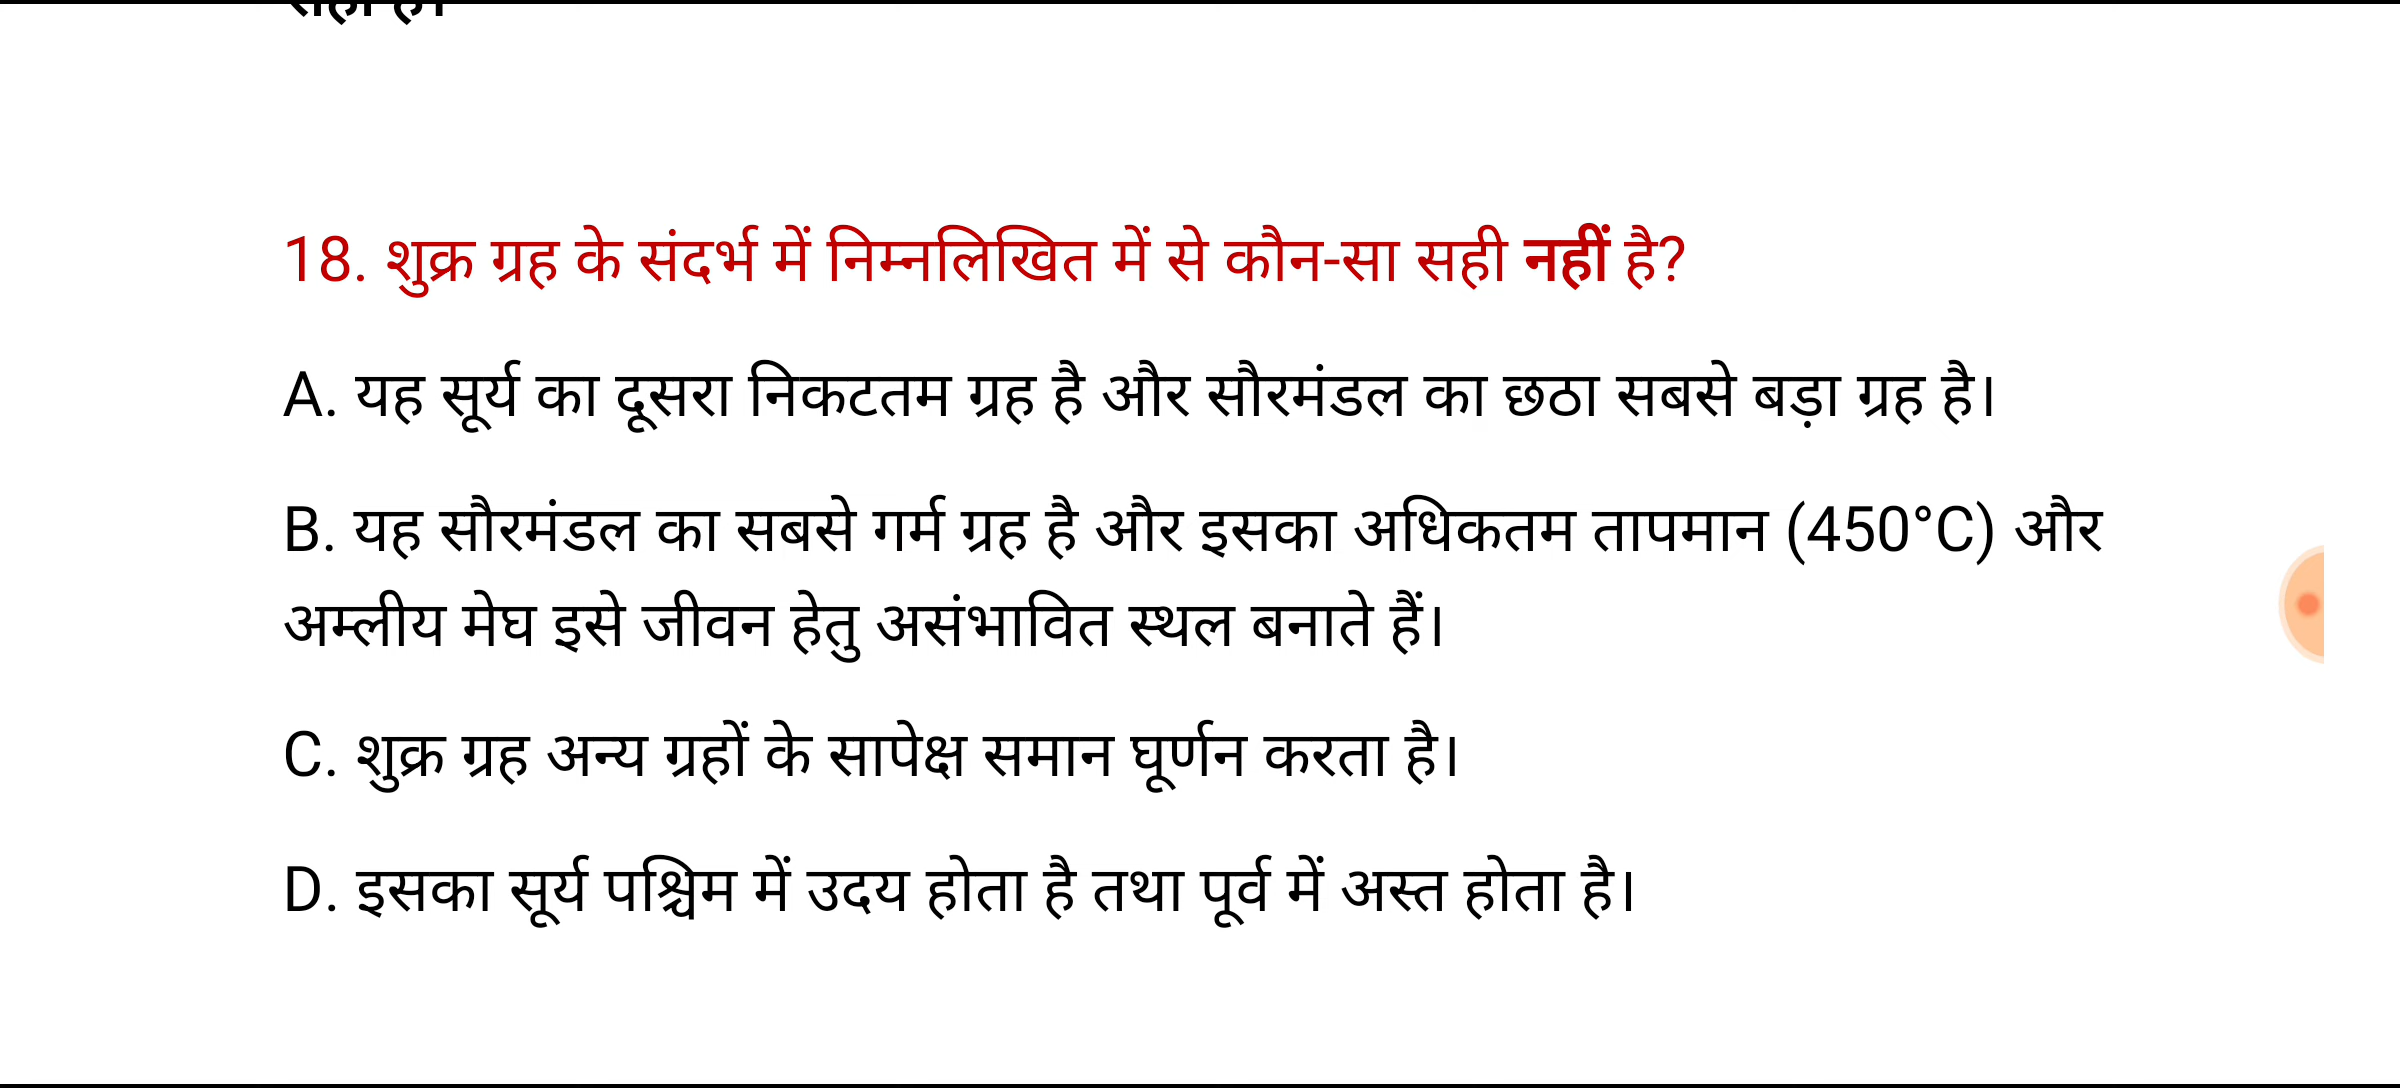 18. शुक्र ग्रह के संदर्भ में निम्नलिखित में से कौन-सा सही नहीं है?
A. यह सूर्य का दूसरा निकटतम ग्रह है और सौरमंडल का छठा सबसे बड़ा ग्रह है।
B. यह सौरमंडल का सबसे गर्म ग्रह है और इसका अधिकतम तापमान (450°C) और
अम्लीय मेघ इसे जीवन हेतु असंभावित स्थल बनाते हैं।
C. शुक्र ग्रह अन्य ग्रहों के सापेक्ष समान घूर्णन करता है।
D. इसका सूर्य पश्चिम में उदय होता है तथा पूर्व में अस्त होता है।